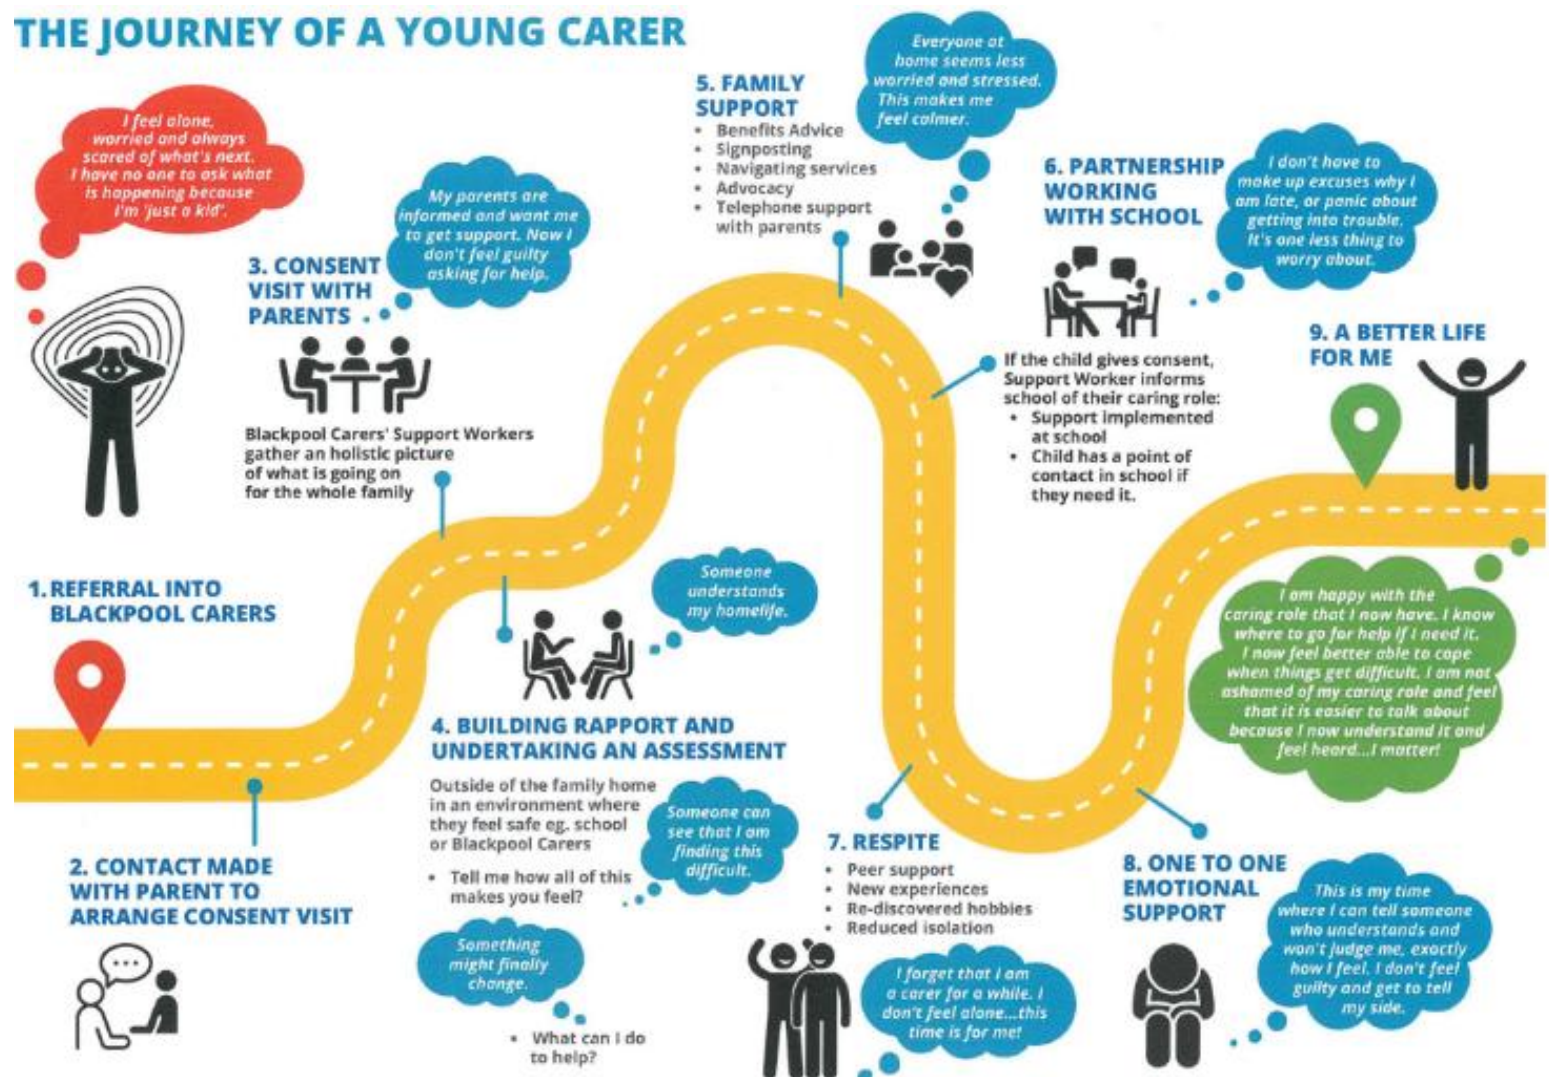 THE JOURNEY OF A YOUNG CARER
I feel alone,
worried and always
scared of what's next.
I have no one to ask what
is happening because
I'm 'just a kid".
1. REFERRAL INTO
BLACKPOOL CARERS
2. CONTACT MADE
WITH PARENT TO
ARRANGE CONSENT VISIT
3. CONSENT
VISIT WITH
PARENTS
My parents are
informed and want me
to get support. Now I
don't feel guilty
asking for help.
Blackpool Carers' Support Workers
gather an holistic picture
of what is going on
for the whole family
Someone
understands
my homelife.
4. BUILDING RAPPORT AND
UNDERTAKING AN ASSESSMENT
Outside of the family home
in an environment where
they feel safe eg. school
or Blackpool Carers
• Tell me how all of this
makes you feel?
Someone can
see that I am
finding this
difficult.
Something
might finally
change.
• What can I do
to help?
5. FAMILY
SUPPORT
• Benefits Advice
• Signposting
• Navigating services
• Advocacy
• Telephone support
with parents
Everyone at
home seems less
worried and stressed.
This makes me
feel calmer.
6. PARTNERSHIP
WORKING
WITH SCHOOL
I don't have to
make up excuses why I
am late, or panic about
getting into trouble.
It's one less thing to
worry about.
If the child gives consent,
Support Worker informs
school of their caring role:
• Support implemented
at school
• Child has a point of
contact in school if
they need it.
7. RESPITE
• Peer support
• New experiences
• Re-discovered hobbies
• Reduced isolation
I forget that I am
a carer for a while. I
don't feel alone...this
time is for me!
8. ONE TO ONE
EMOTIONAL
SUPPORT
This is my time
where I can tell someone
who understands and
won't judge me, exactly
how I feel. I don't feel
guilty and get to tell
my side.
9. A BETTER LIFE
FOR ME
I am happy with the
caring role that I now have. I know
where to go for help if I need it.
I now feel better able to cope
when things get difficult. I am not
ashamed of my caring role and feel
that it is easier to talk about
because I now understand it and
feel heard...I matter!